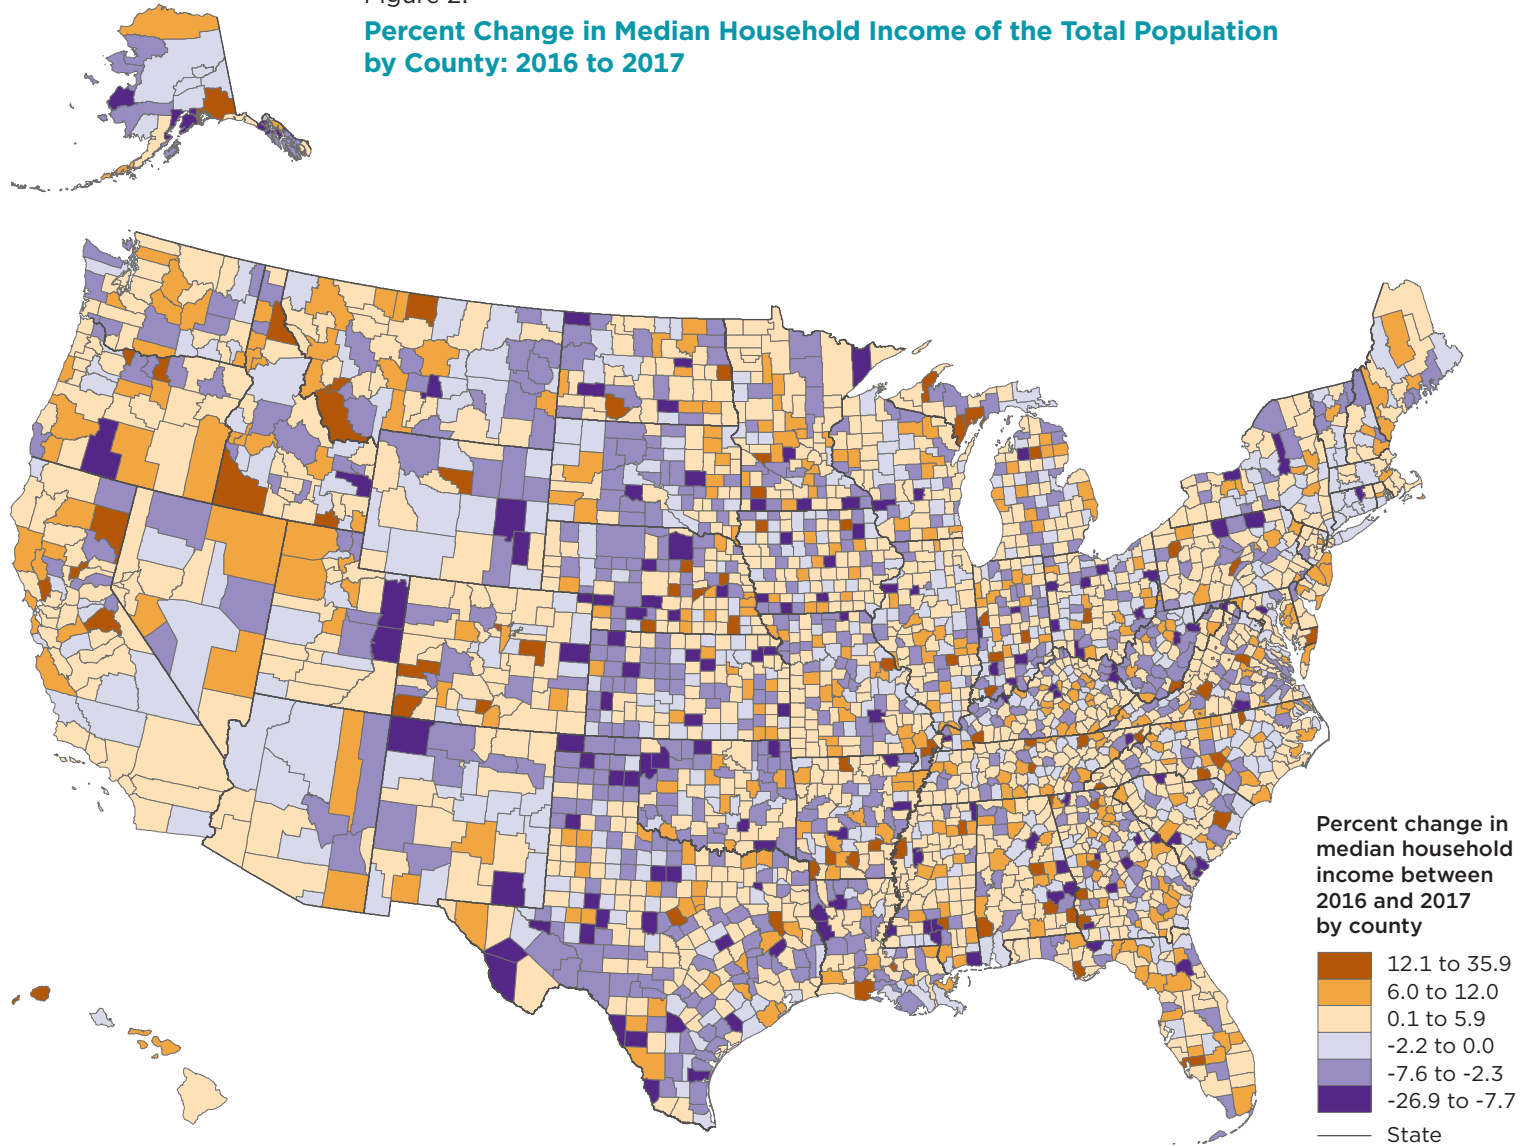 Figure 2.
Percent Change in Median Household Income of the Total Population
by County: 2016 to 2017
Percent change in
median household
income between
2016 and 2017
by county
12.1 to 35.9
6.0 to 12.0
0.1 to 5.9
-2.2 to 0.0
-7.6 to -2.3
-26.9 to -7.7
State